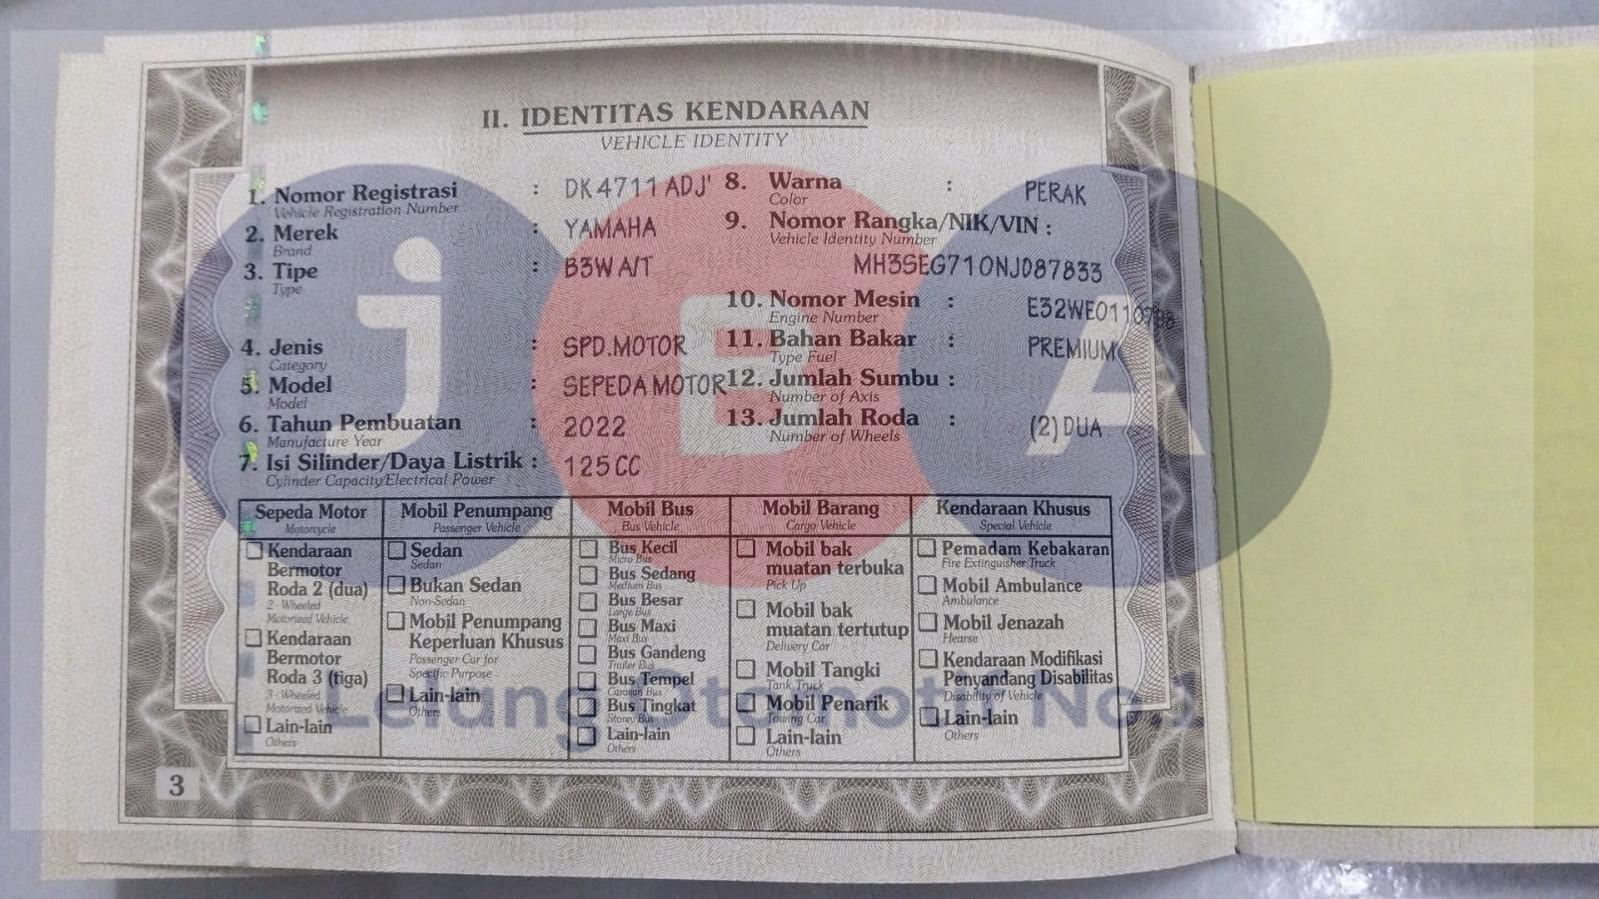 II. IDENTITAS KENDARAAN
VEHICLE IDENTITY
1. Nomor Registrasi : DK 4711 ADJ'
Vehicle Registration Number
2. Merek : YAMAHA
Brand
3. Tipe : B3W A/T
Type
4. Jenis : SPD.MOTOR
Category
5. Model : SEPEDA MOTOR
Model
6. Tahun Pembuatan : 2022
Manufacture Year
7. Isi Silinder/Daya Listrik : 125 CC
Cylinder Capacity/Electrical Power
8. Warna : PERAK
Color
9. Nomor Rangka/NIK/VIN :
Vehicle Identity Number
MH3SEG710NJ087833
10. Nomor Mesin :
Engine Number
11. Bahan Bakar : PREMIUM
Type Fuel
12. Jumlah Sumbu :
Number of Axis
13. Jumlah Roda : (2) DUA
Number of Wheels
Sepeda Motor
Motorcycle
Kendaraan
Bermotor
Roda 2 (dua)
2 - Wheeled
Motorized Vehicle
Kendaraan
Bermotor
Roda 3 (tiga)
3 - Wheeled
Motorized Vehicle
Lain-lain
Others
Mobil Penumpang
Passenger Vehicle
Sedan
Sedan
Bukan Sedan
Non-Sedan
Mobil Penumpang
Keperluan Khusus
Passenger Car for
Specific Purpose
Lain-lain
Others
Mobil Bus
Bus Vehicle
Bus Kecil
Micro Bus
Bus Sedang
Medium Bus
Bus Besar
Large Bus
Bus Maxi
Maxi Bus
Bus Gandeng
Trailer Bus
Bus Tempel
Caravan Bus
Bus Tingkat
Storey Bus
Lain-lain
Others
Mobil Barang
Cargo Vehicle
Mobil bak
muatan terbuka
Pick Up
Mobil bak
muatan tertutup
Delivery Car
Mobil Tangki
Tank Truck
Mobil Penarik
Towing Car
Lain-lain
Others
Kendaraan Khusus
Special Vehicle
Pemadam Kebakaran
Fire Extinguisher Truck
Mobil Ambulance
Ambulance
Mobil Jenazah
Hearse
Kendaraan Modifikasi
Penyandang Disabilitas
Disability of Vehicle
Lain-lain
Others
3
JBA
Lelang Otomotif No.1